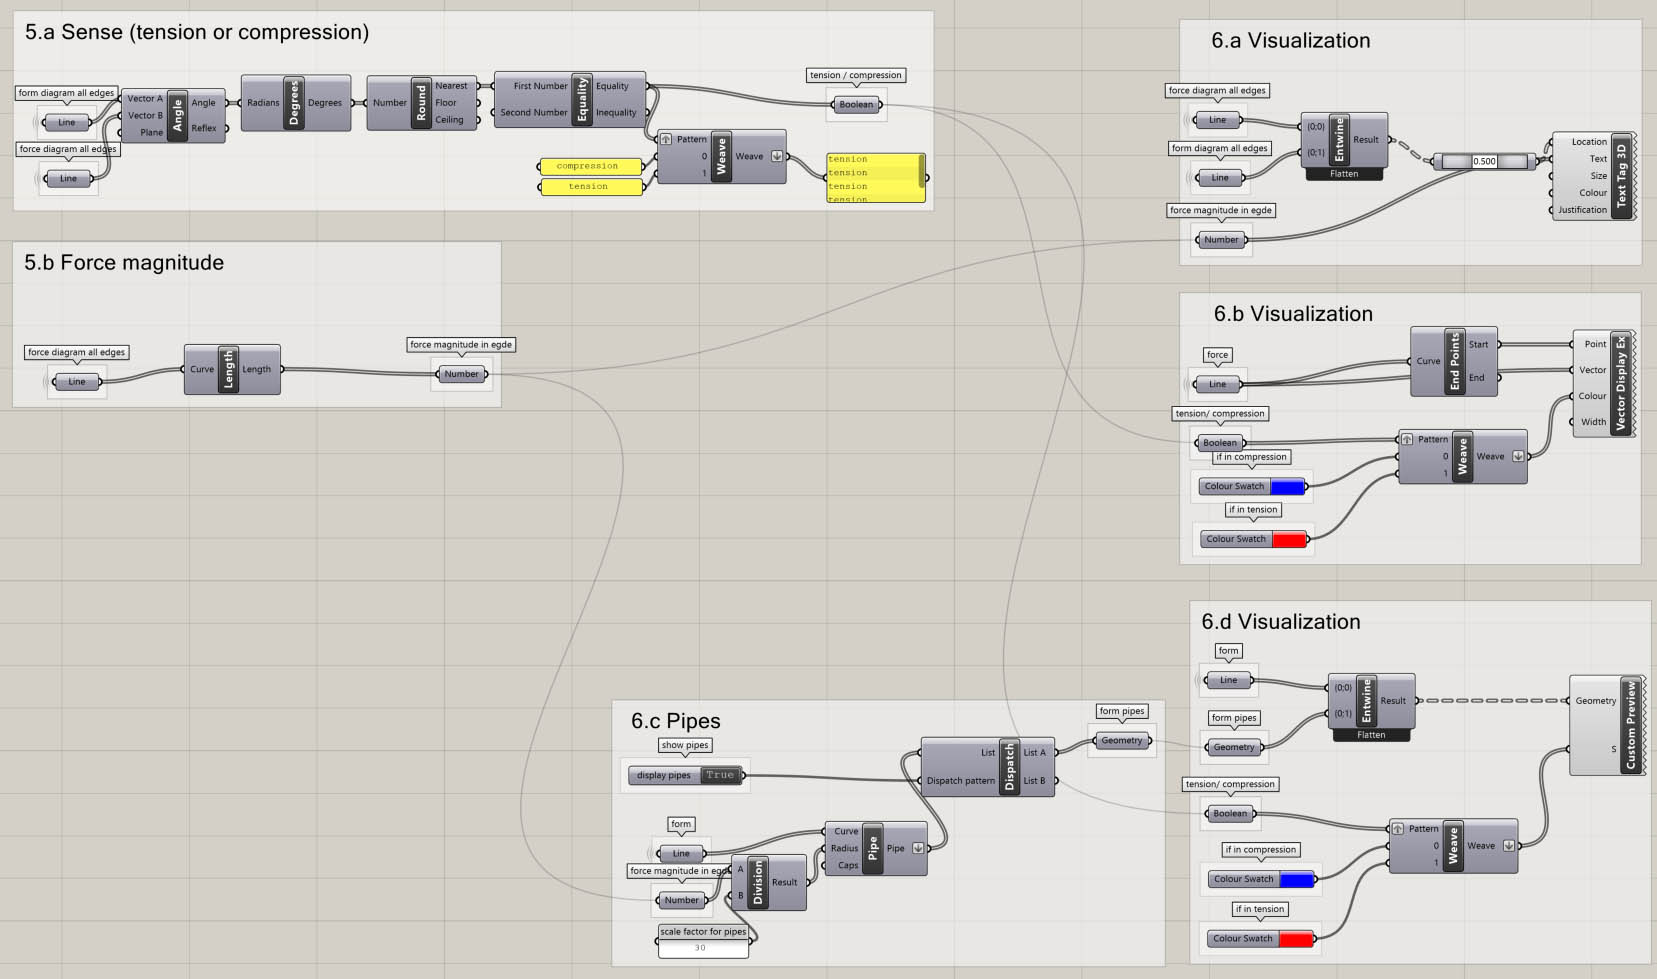 5.a Sense (tension or compression)
form diagram all edges
Line
force diagram all edges
Line
Vector A
Vector B
Plane
Angle
Angle
Reflex
Radians
Degrees
Degrees
Number
Round
Nearest
Floor
Ceiling
First Number
Second Number
Equality
Equality
Inequality
compression
tension
Pattern
0
1
Weave
Weave
tension
tension
tension
tension
tension / compression
Boolean
5.b Force magnitude
force diagram all edges
Line
Curve
Length
Length
force magnitude in egde
Number
6.a Visualization
force diagram all edges
Line
form diagram all edges
Line
force magnitude in egde
Number
{0;0}
{0;1}
Entwine
Result
Flatten
0.500
Location
Text
Size
Colour
Justification
Text Tag 3D
6.b Visualization
force
Line
Curve
End Points
Start
End
Point
Vector
Colour
Width
Vector Display Ex
tension/ compression
Boolean
if in compression
Colour Swatch
if in tension
Colour Swatch
Pattern
0
1
Weave
Weave
6.c Pipes
show pipes
display pipes
True
List
Dispatch pattern
Dispatch
List A
List B
form pipes
Geometry
form
Line
force magnitude in egd
Number
A
B
Division
Result
Curve
Radius
Caps
Pipe
Pipe
scale factor for pipes
30
6.d Visualization
form
Line
form pipes
Geometry
{0;0}
{0;1}
Entwine
Result
Flatten
Geometry
S
Custom Preview
tension/ compression
Boolean
if in compression
Colour Swatch
if in tension
Colour Swatch
Pattern
0
1
Weave
Weave